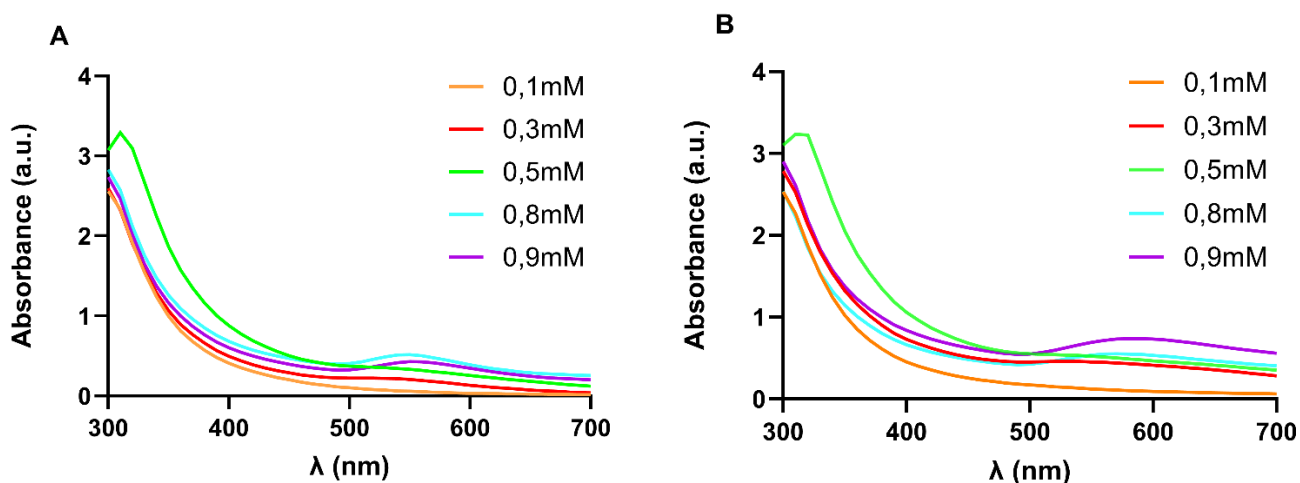 A
Absorbance (a.u.)
4
3
2
1
0
300 400 500 600 700
λ (nm)
0,1mM
0,3mM
0,5mM
0,8mM
0,9mM
B
Absorbance (a.u.)
4
3
2
1
0
300 400 500 600 700
λ (nm)
0,1mM
0,3mM
0,5mM
0,8mM
0,9mM